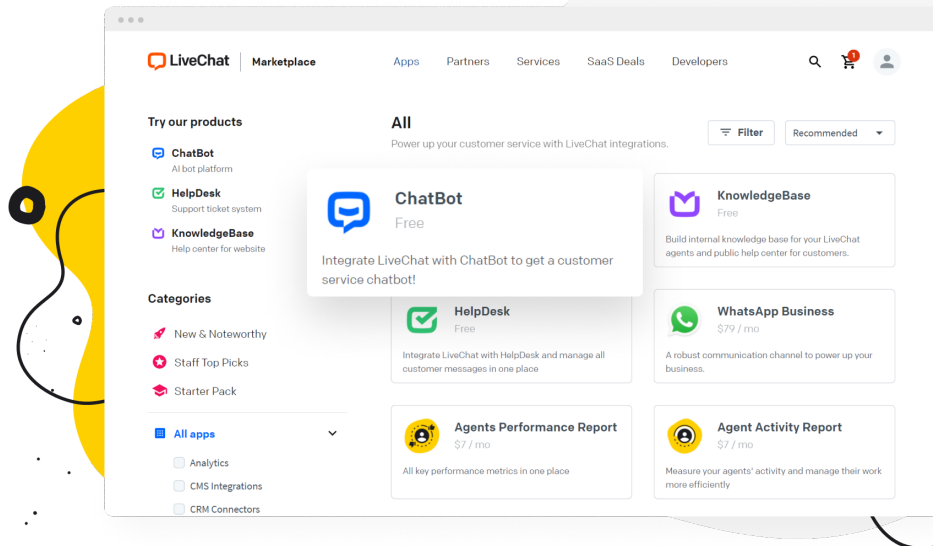 LiveChat
Marketplace
Apps
Partners
Services
SaaS Deals
Developers
1
Try our products
ChatBot
AI bot platform
HelpDesk
Support ticket system
KnowledgeBase
Help center for website
Categories
New & Noteworthy
Staff Top Picks
Starter Pack
All apps
Analytics
CMS Integrations
CRM Connectors
All
Power up your customer service with LiveChat integrations.
Filter
Recommended
ChatBot
Free
Integrate LiveChat with ChatBot to get a customer
service chatbot!
KnowledgeBase
Free
Build internal knowledge base for your LiveChat
agents and public help center for customers.
HelpDesk
Free
Integrate LiveChat with HelpDesk and manage all
customer messages in one place
WhatsApp Business
$79 / mo
A robust communication channel to power up your
business.
Agents Performance Report
$7 / mo
All key performance metrics in one place
Agent Activity Report
$7 / mo
Measure your agents' activity and manage their work
more efficiently